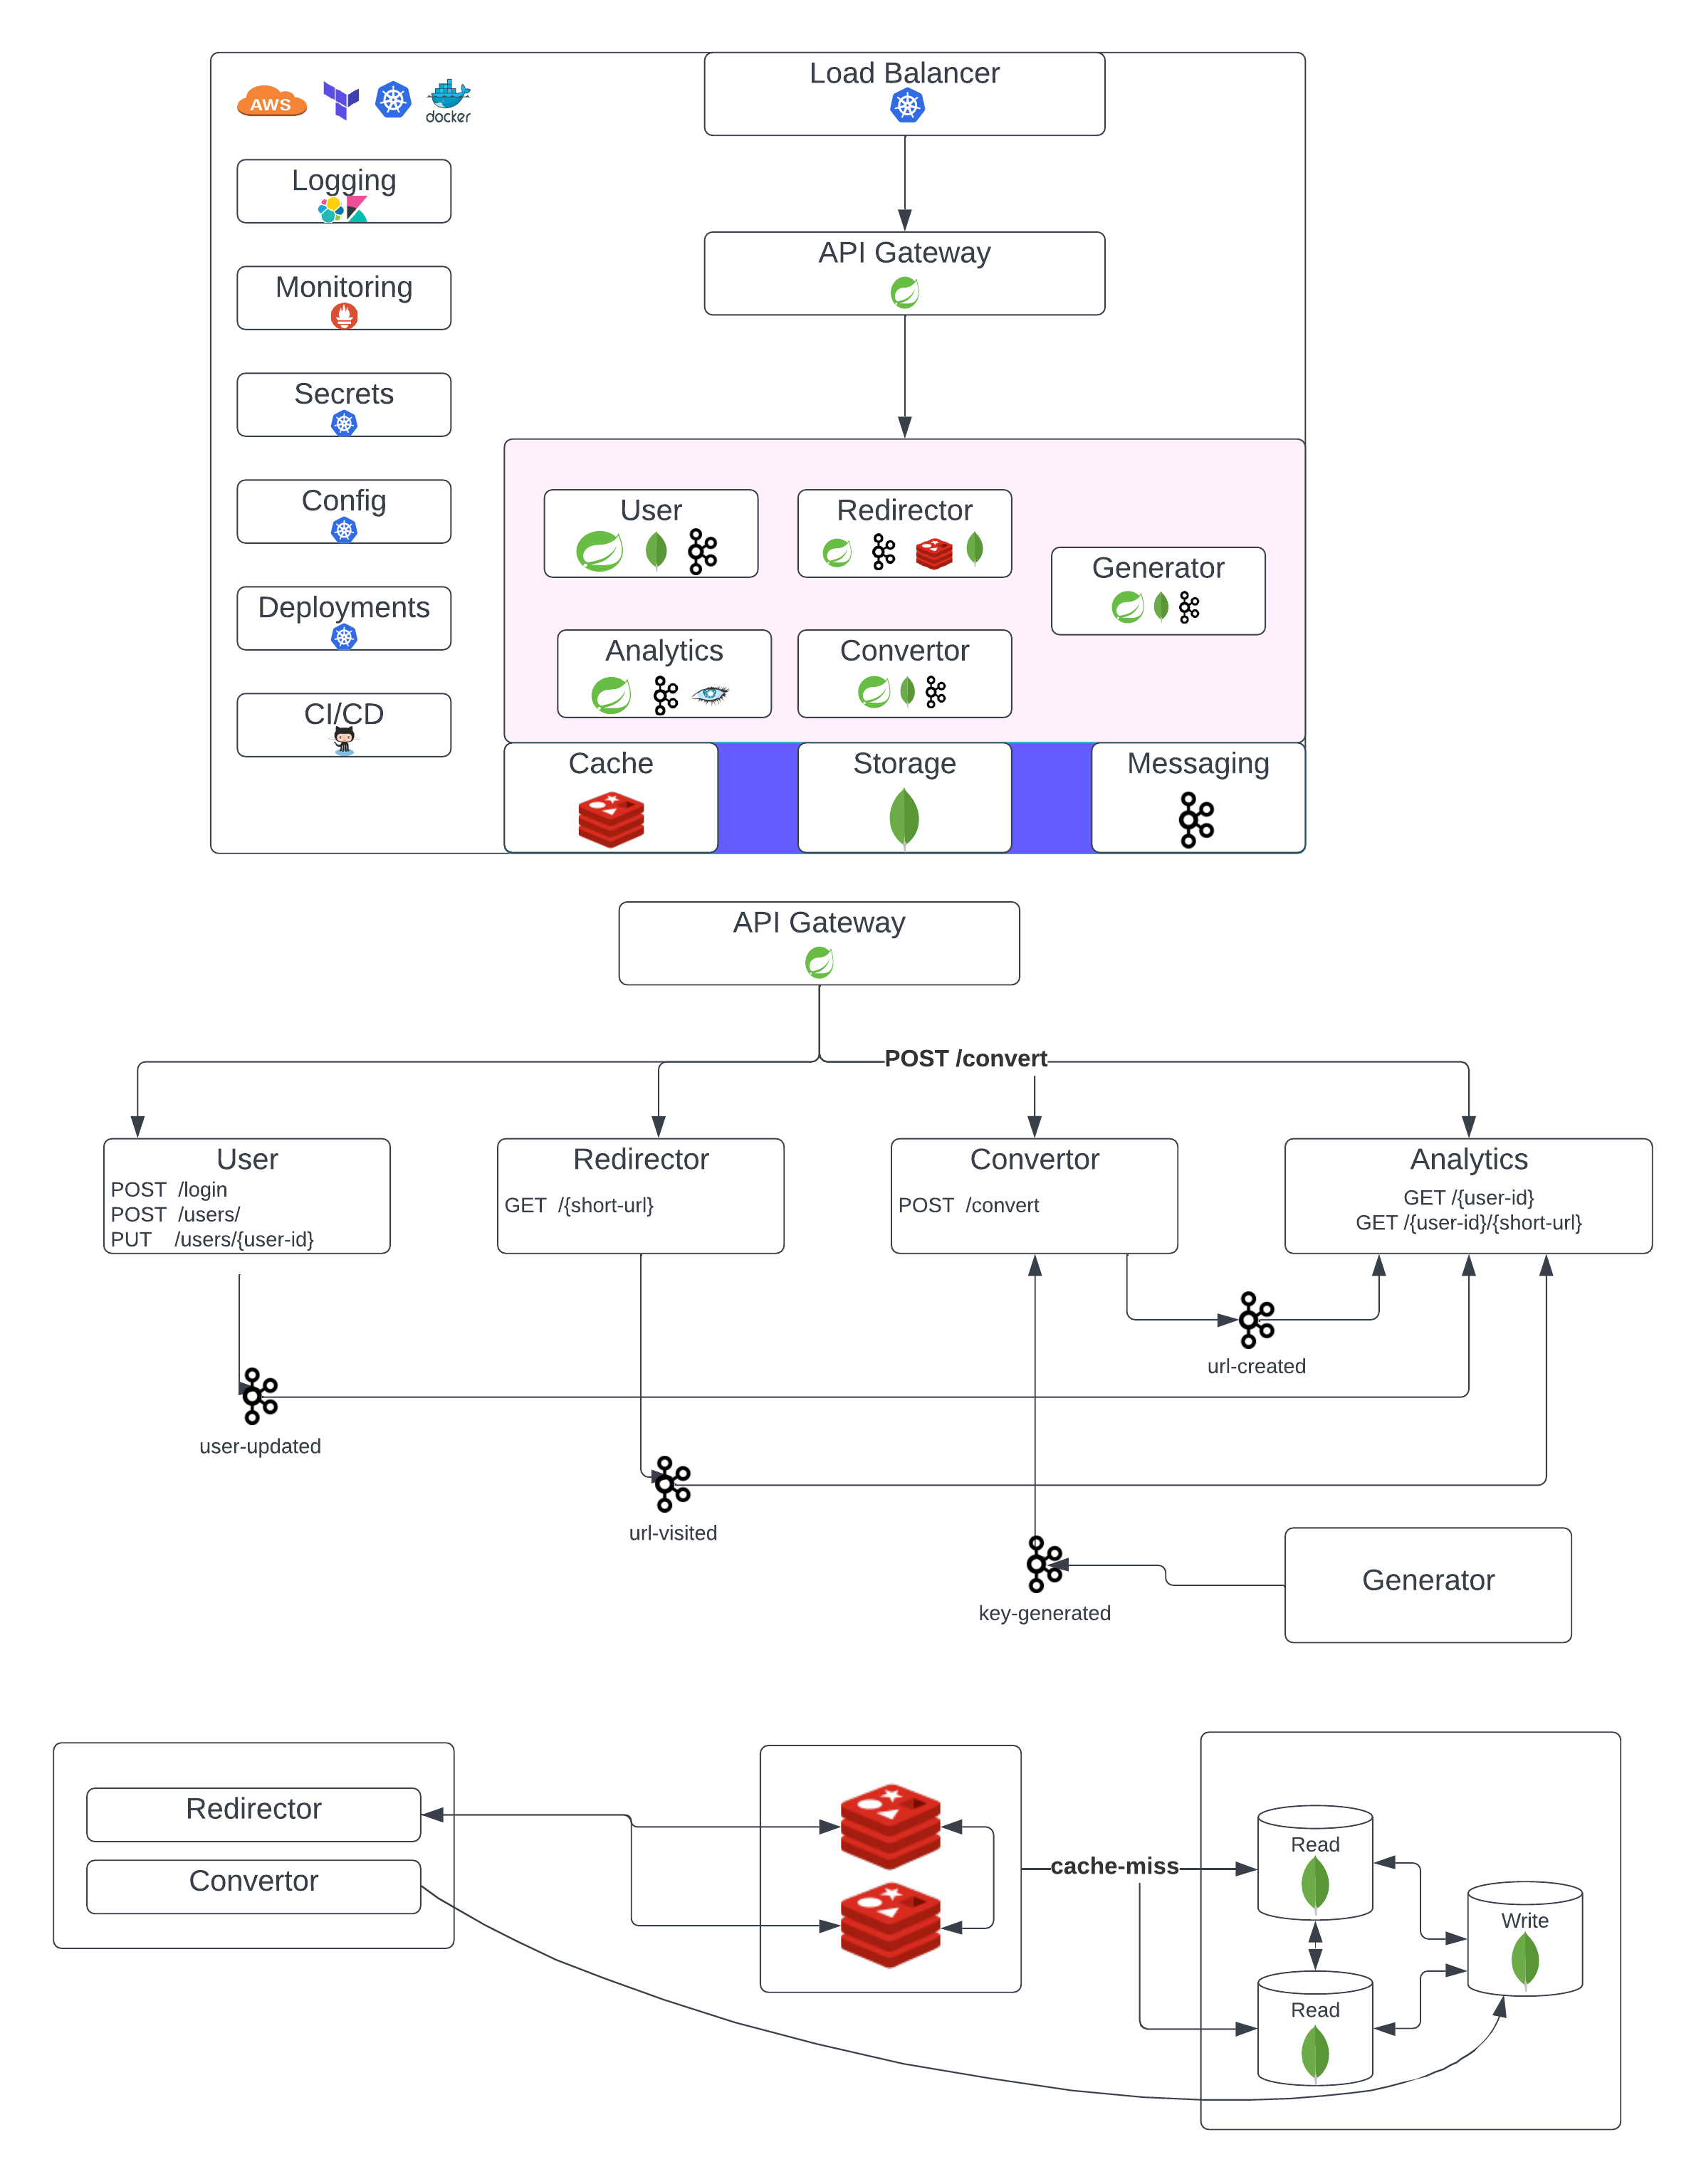 Load Balancer
AWS
docker
Logging
API Gateway
Monitoring
Secrets
Config
User
Redirector
Generator
Deployments
Analytics
Convertor
CI/CD
Cache
Storage
Messaging
API Gateway
POST /convert
User
POST /login
POST /users/
PUT /users/{user-id}
Redirector
GET /{short-url}
Convertor
POST /convert
Analytics
GET /{user-id}
GET /{user-id}/{short-url}
url-created
user-updated
url-visited
key-generated
Generator
Redirector
Convertor
cache-miss
Read
Write
Read